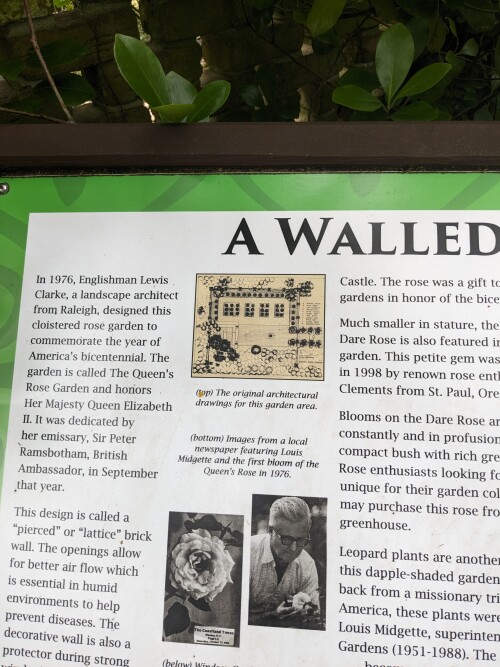 A WALLED
In 1976, Englishman Lewis
Clarke, a landscape architect
from Raleigh, designed this
cloistered rose garden to
commemorate the year of
America's bicentennial. The
garden is called The Queen's
Rose Garden and honors
Her Majesty Queen Elizabeth
II. It was dedicated by
her emissary, Sir Peter
Ramsbotham, British
Ambassador, in September
that year.
This design is called a
"pierced" or "lattice" brick
wall. The openings allow
for better air flow which
is essential in humid
environments to help
prevent diseases. The
decorative wall is also a
protector during strong
(top) The original architectural
drawings for this garden area.
(bottom) Images from a local
newspaper featuring Louis
Midgette and the first bloom of the
Queen's Rose in 1976.
The Coastland Times
(below)
Castle. The rose was a gift to
gardens in honor of the bice
Much smaller in stature, the
Dare Rose is also featured in
garden. This petite gem was
in 1998 by renown rose enth
Clements from St. Paul, Ore
Blooms on the Dare Rose ar
constantly and in profusion
compact bush with rich gre
Rose enthusiasts looking fo
unique for their garden col
may purchase this rose fro
greenhouse.
Leopard plants are another
this dapple-shaded garden
back from a missionary tri
America, these plants were
Louis Midgette, superinten
Gardens (1951-1988). The